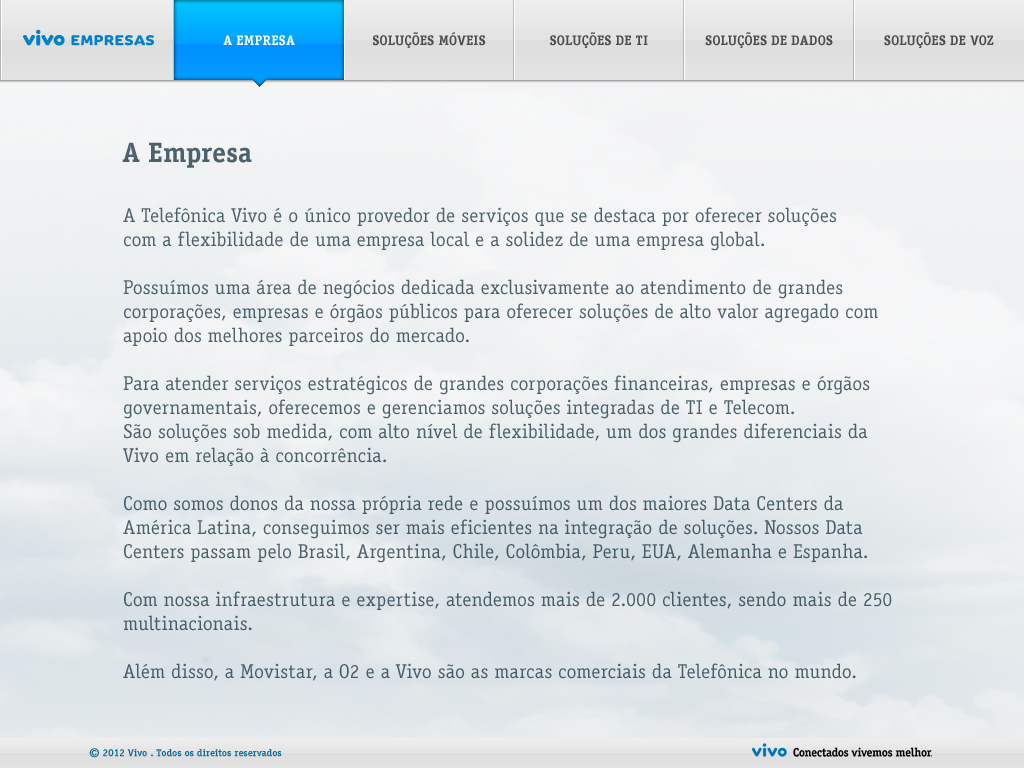 vivo EMPRESAS
A EMPRESA
SOLUÇÕES MÓVEIS
SOLUÇÕES DE TI
SOLUÇÕES DE DADOS
SOLUÇÕES DE VOZ
A Empresa
A Telefônica Vivo é o único provedor de serviços que se destaca por oferecer soluções
com a flexibilidade de uma empresa local e a solidez de uma empresa global.
Possuímos uma área de negócios dedicada exclusivamente ao atendimento de grandes
corporações, empresas e órgãos públicos para oferecer soluções de alto valor agregado com
apoio dos melhores parceiros do mercado.
Para atender serviços estratégicos de grandes corporações financeiras, empresas e órgãos
governamentais, oferecemos e gerenciamos soluções integradas de TI e Telecom.
São soluções sob medida, com alto nível de flexibilidade, um dos grandes diferenciais da
Vivo em relação à concorrência.
Como somos donos da nossa própria rede e possuímos um dos maiores Data Centers da
América Latina, conseguimos ser mais eficientes na integração de soluções. Nossos Data
Centers passam pelo Brasil, Argentina, Chile, Colômbia, Peru, EUA, Alemanha e Espanha.
Com nossa infraestrutura e expertise, atendemos mais de 2.000 clientes, sendo mais de 250
multinacionais.
Além disso, a Movistar, a O2 e a Vivo são as marcas comerciais da Telefônica no mundo.
© 2012 Vivo . Todos os direitos reservados
vivo Conectados vivemos melhor.